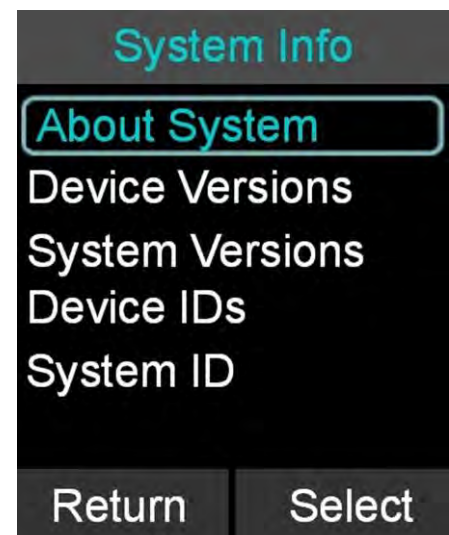 System Info
About System
Device Versions
System Versions
Device IDs
System ID
Return Select